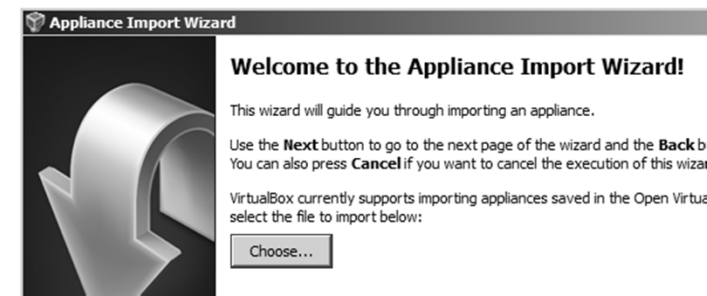 Appliance Import Wizard
Welcome to the Appliance Import Wizard!
This wizard will guide you through importing an appliance.
Use the Next button to go to the next page of the wizard and the Back
You can also press Cancel if you want to cancel the execution of this
VirtualBox currently supports importing appliances saved in the Open
select the file to import below:
Choose...